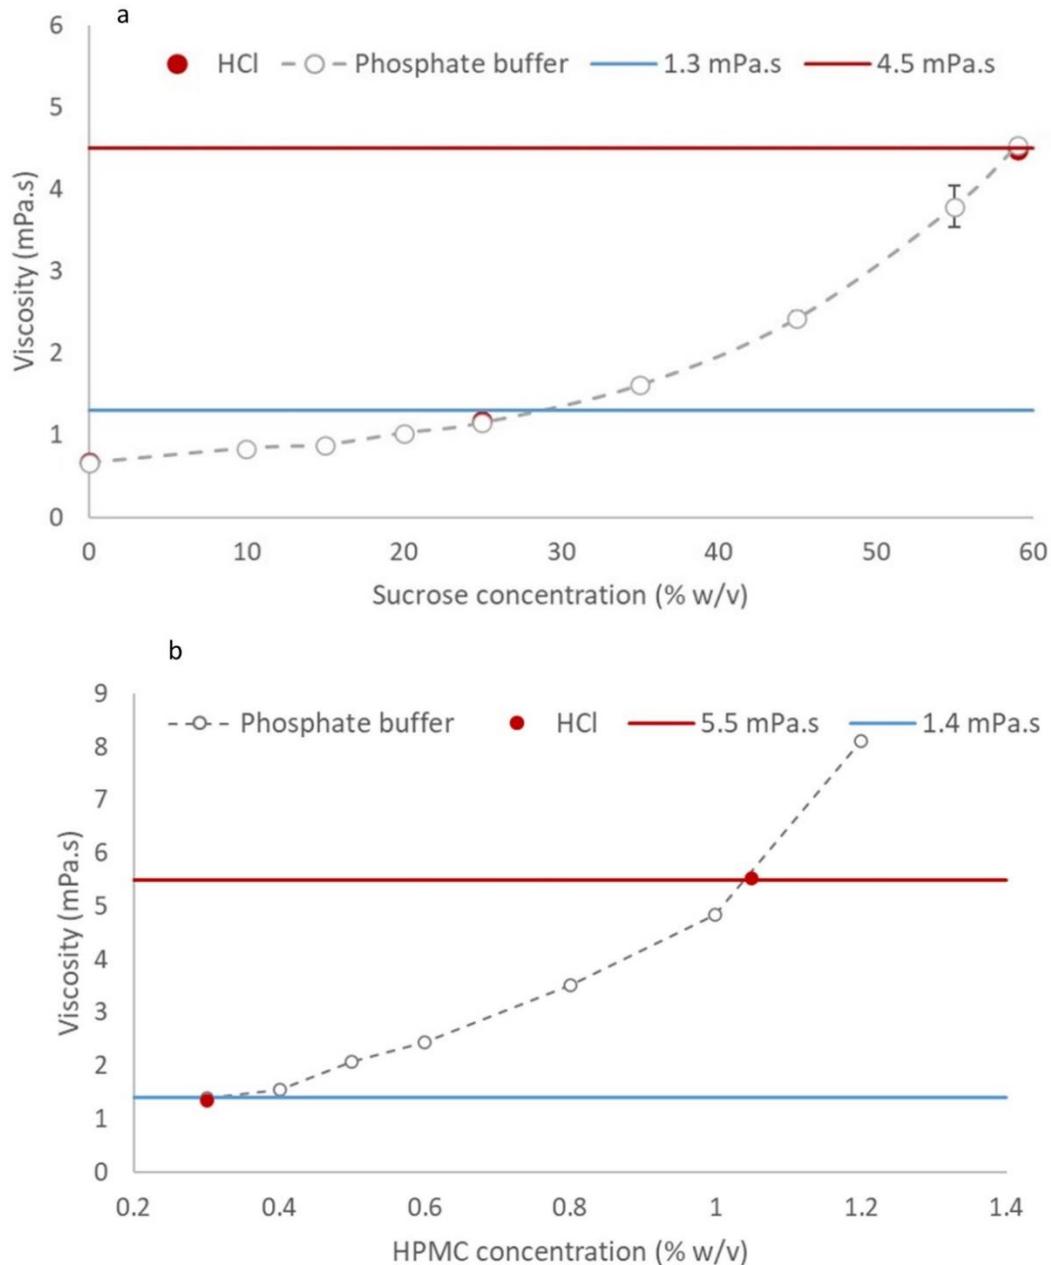 a
6
HCl Phosphate buffer 1.3 mPa.s 4.5 mPa.s
5
4
3
2
1
0
Viscosity (mPa.s)
0 10 20 30 40 50 60
Sucrose concentration (% w/v)
b
9
Phosphate buffer HCl 5.5 mPa.s 1.4 mPa.s
8
7
6
5
4
3
2
1
0
Viscosity (mPa.s)
0.2 0.4 0.6 0.8 1 1.2 1.4
HPMC concentration (% w/v)